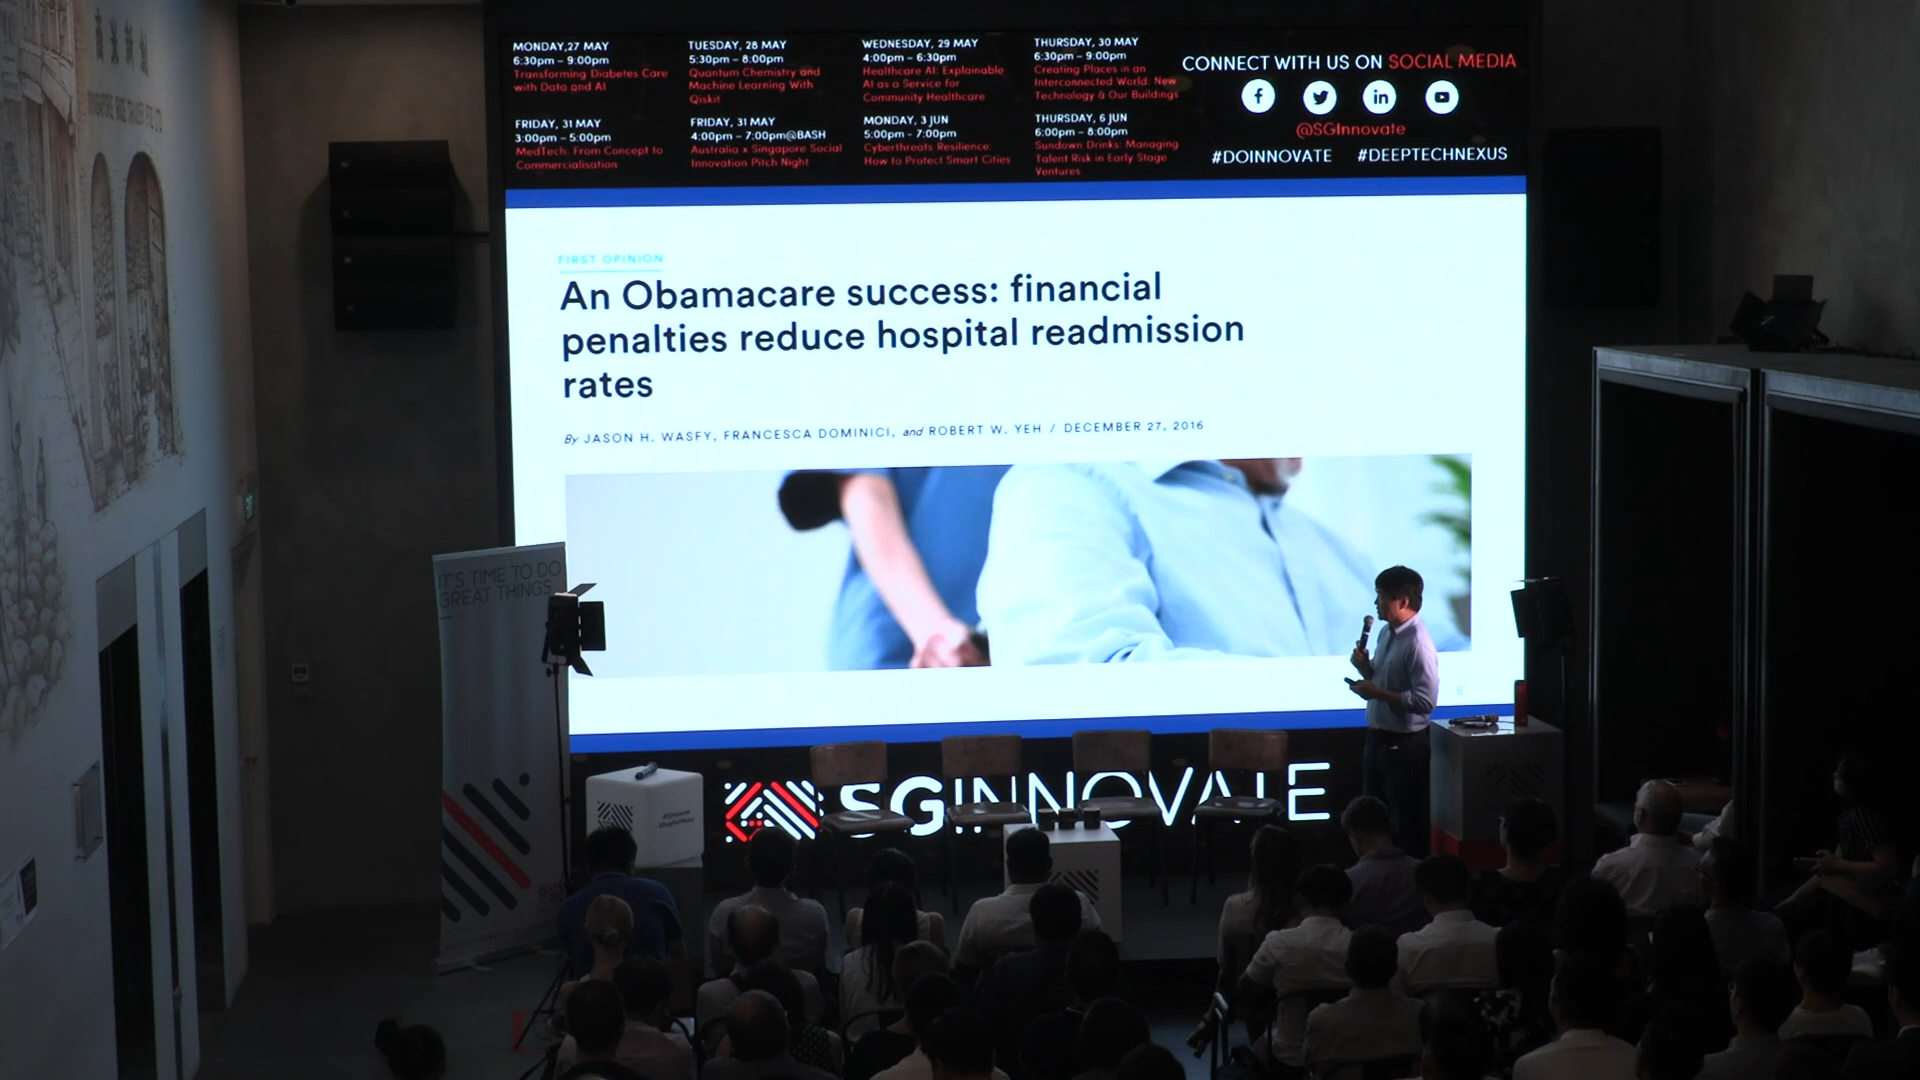 MONDAY, 27 MAY
6:30pm – 9:00pm
Transforming Diabetes Care
with Data and AI
TUESDAY, 28 MAY
5:30pm – 8:00pm
Quantum Chemistry and
Machine Learning With
Qiskit
WEDNESDAY, 29 MAY
4:00pm – 6:30pm
Healthcare AI: Explainable
AI as a Service for
Community Healthcare
THURSDAY, 30 MAY
6:30pm – 9:00pm
Creating Places in an
Interconnected World: New
Technology & Our Buildings
FRIDAY, 31 MAY
3:00pm – 5:00pm
MedTech: From Concept to
Commercialisation
FRIDAY, 31 MAY
4:00pm – 7:00pm@BASH
Australia x Singapore Social
Innovation Pitch Night
MONDAY, 3 JUN
5:00pm – 7:00pm
Cyberthreats Resilience:
How to Protect Smart Cities
THURSDAY, 6 JUN
6:00pm – 8:00pm
Sundown Drinks: Managing
Talent Risk in Early Stage
Ventures
CONNECT WITH US ON SOCIAL MEDIA
@SGInnovate
#DOINNOVATE #DEEPTECHNEXUS
FIRST OPINION
An Obamacare success: financial
penalties reduce hospital readmission
rates
By JASON H. WASFY, FRANCESCA DOMINICI, and ROBERT W. YEH / DECEMBER 27, 2016
6
IT'S TIME TO DO
GREAT THINGS
SGINNOVATE